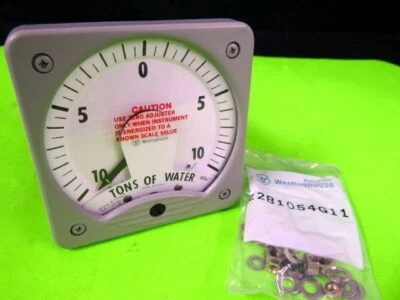 0
5 5
CAUTION
USE ZERO ADJUSTER
ONLY WHEN INSTRUMENT
IS ENERGIZED TO A
KNOWN SCALE VALUE
Westinghouse
10 10
TONS OF WATER
Westinghouse
22B1054G11